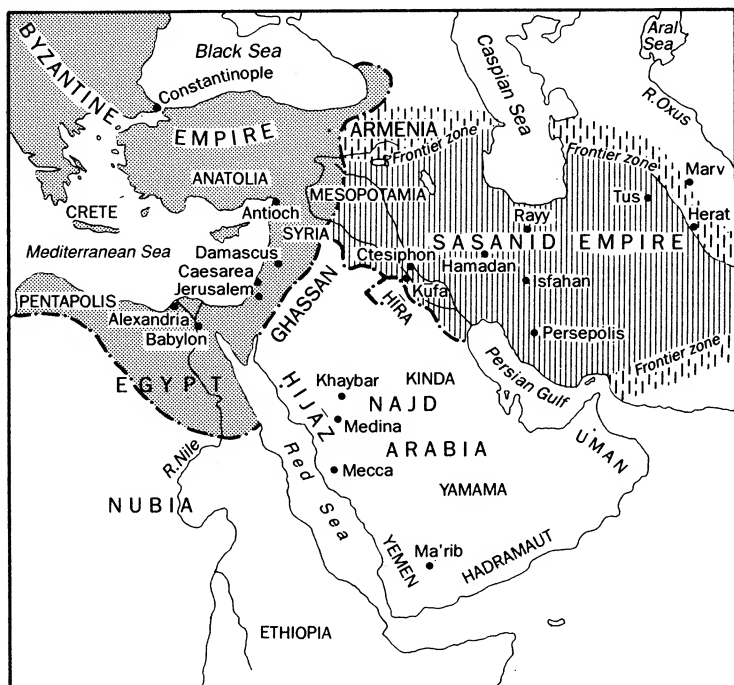 BYZANTINE
EMPIRE
Black Sea
Constantinople
Caspian Sea
Aral
Sea
R. Oxus
ARMENIA
Frontier zone
Frontier zone
Marv
ANATOLIA
MESOPOTAMIA
Tus
Herat
CRETE
Antioch
Rayy
SYRIA
SASANID EMPIRE
Mediterranean Sea
Damascus
Ctesiphon
Hamadan
Caesarea
Jerusalem
Kufa
Isfahan
PENTAPOLIS
GHASSAN
HĪRA
Alexandria
Babylon
Persepolis
Persian Gulf
Frontier zone
EGYPT
HIJĀZ
Khaybar
KINDA
NAJD
Medina
ARABIA
UMAN
R. Nile
Red Sea
Mecca
YAMAMA
NUBIA
YEMEN
Ma'rib
HADRAMAUT
ETHIOPIA